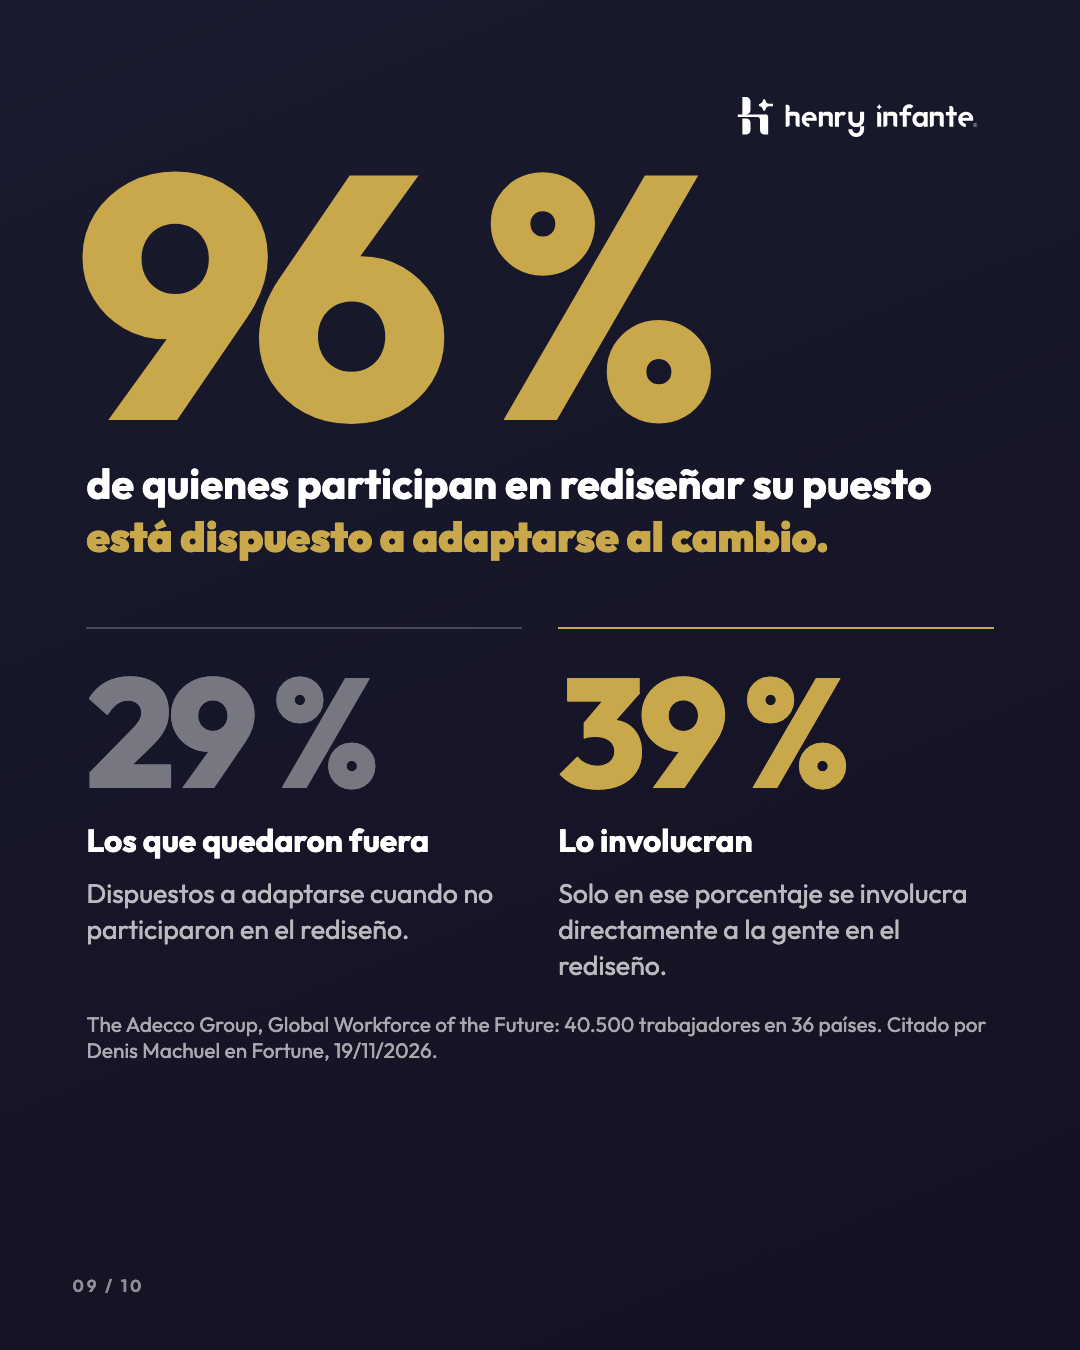 henry infante
96 %
de quienes participan en rediseñar su puesto
está dispuesto a adaptarse al cambio.
29 %
Los que quedaron fuera
Dispuestos a adaptarse cuando no
participaron en el rediseño.
39 %
Lo involucran
Solo en ese porcentaje se involucra
directamente a la gente en el
rediseño.
The Adecco Group, Global Workforce of the Future: 40.500 trabajadores en 36 países. Citado por
Denis Machuel en Fortune, 19/11/2026.
09 / 10